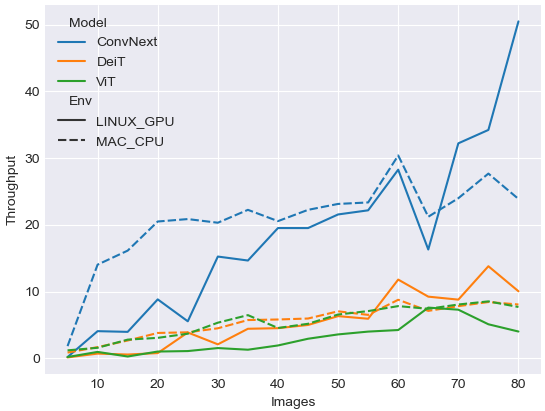 Model
ConvNext
DeiT
ViT
Env
LINUX_GPU
MAC_CPU
Throughput
50
40
30
20
10
0
10 20 30 40 50 60 70 80
Images